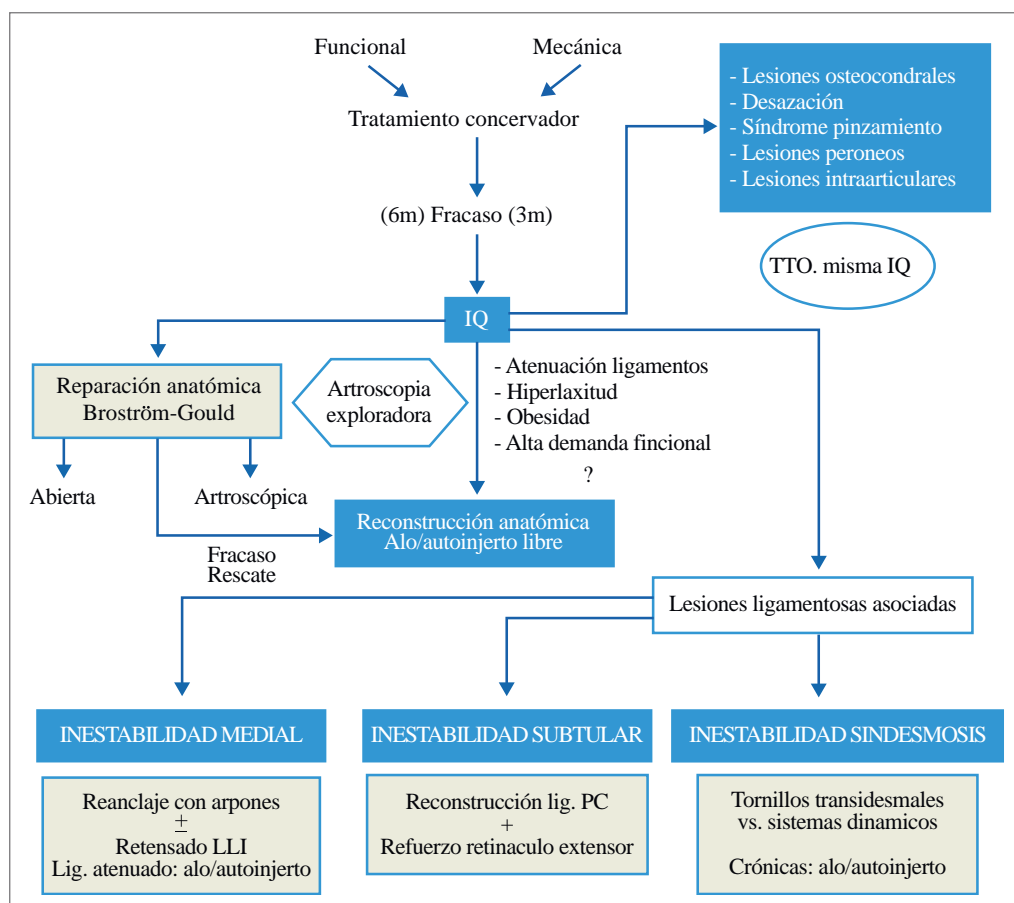 Funcional
Mecánica
Tratamiento concervador
(6m) Fracaso (3m)
IQ
- Lesiones osteocondrales
- Desazación
- Síndrome pinzamiento
- Lesiones peroneos
- Lesiones intraarticulares
TTO. misma IQ
Reparación anatómica
Broström-Gould
Artroscopia
exploradora
- Atenuación ligamentos
- Hiperlaxitud
- Obesidad
- Alta demanda fincional
?
Abierta
Artroscópica
Fracaso
Rescate
Reconstrucción anatómica
Alo/autoinjerto libre
Lesiones ligamentosas asociadas
INESTABILIDAD MEDIAL
Reanclaje con arpones
±
Retensado LLI
Lig. atenuado: alo/autoinjerto
INESTABILIDAD SUBTULAR
Reconstrucción lig. PC
+
Refuerzo retinaculo extensor
INESTABILIDAD SINDESMOSIS
Tornillos transidesmales
vs. sistemas dinamicos
Crónicas: alo/autoinjerto